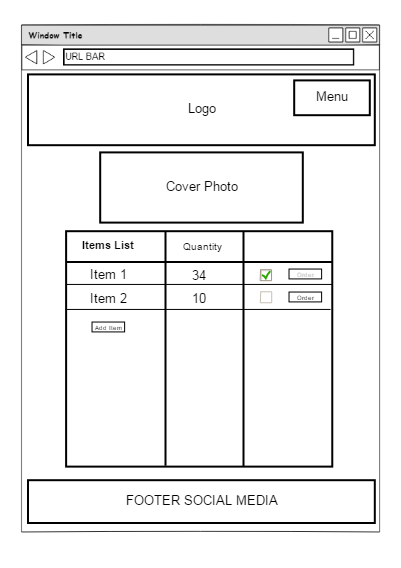 Window Title
URL BAR
Menu
Logo
Cover Photo
Items List Quantity
Item 1 34 Order
Item 2 10 Order
Add Item
FOOTER SOCIAL MEDIA